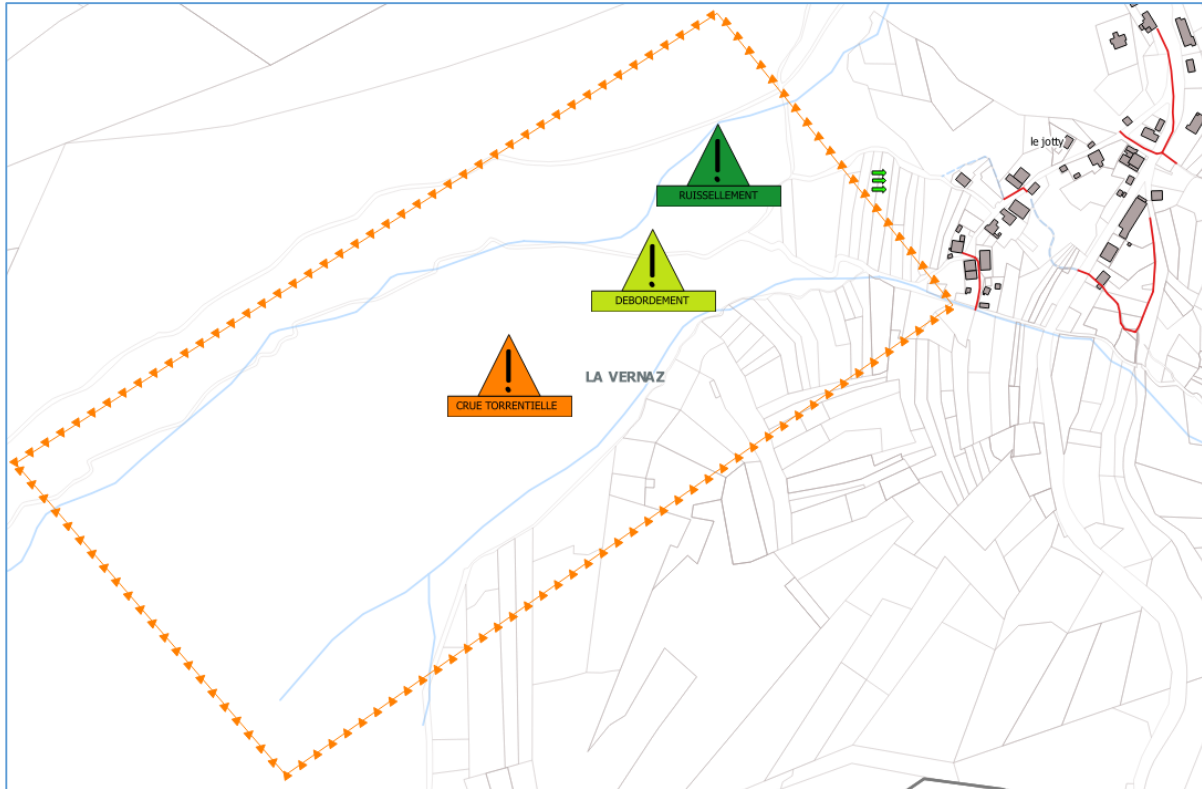 le jotty
RUISSELLEMENT
DEBORDEMENT
LA VERNAZ
CRUE TORRENTIELLE